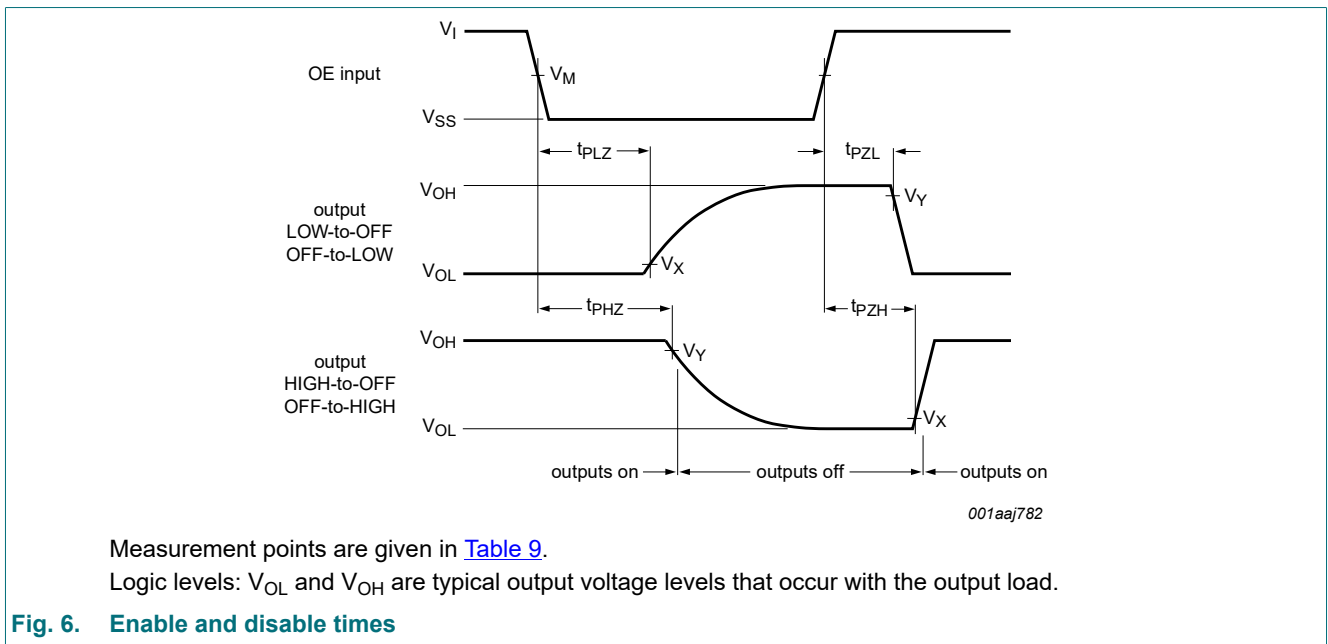 V_I
OE input
V_M
V_SS
t_PLZ
t_PZL
V_OH
output
LOW-to-OFF
OFF-to-LOW
V_Y
V_X
V_OL
t_PHZ
t_PZH
V_OH
output
HIGH-to-OFF
OFF-to-HIGH
V_Y
V_X
V_OL
outputs on
outputs off
outputs on
001aaj782
Measurement points are given in Table 9.
Logic levels: V_OL and V_OH are typical output voltage levels that occur with the output load.
Fig. 6. Enable and disable times